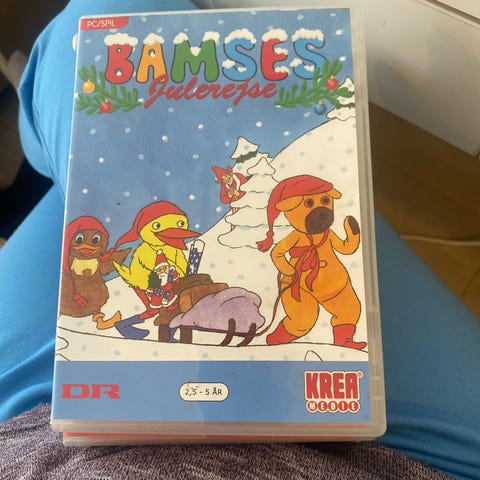 PC/SPIL
BAMSES
Julerejse
DR
2,5 - 5 ÅR
KREA
MEDIE